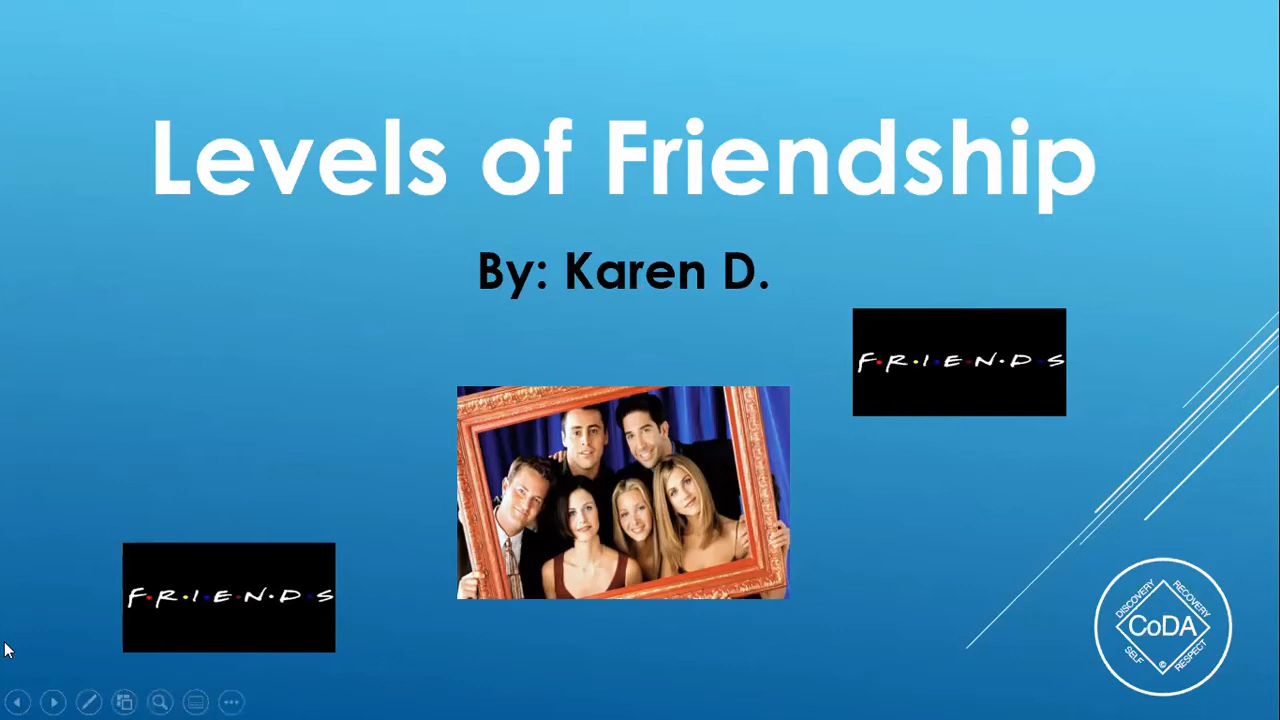 Levels of Friendship
By: Karen D.
F·R·I·E·N·D·S
F·R·I·E·N·D·S
DISCOVERY
RECOVERY
CoDA
SELF
©
RESPECT